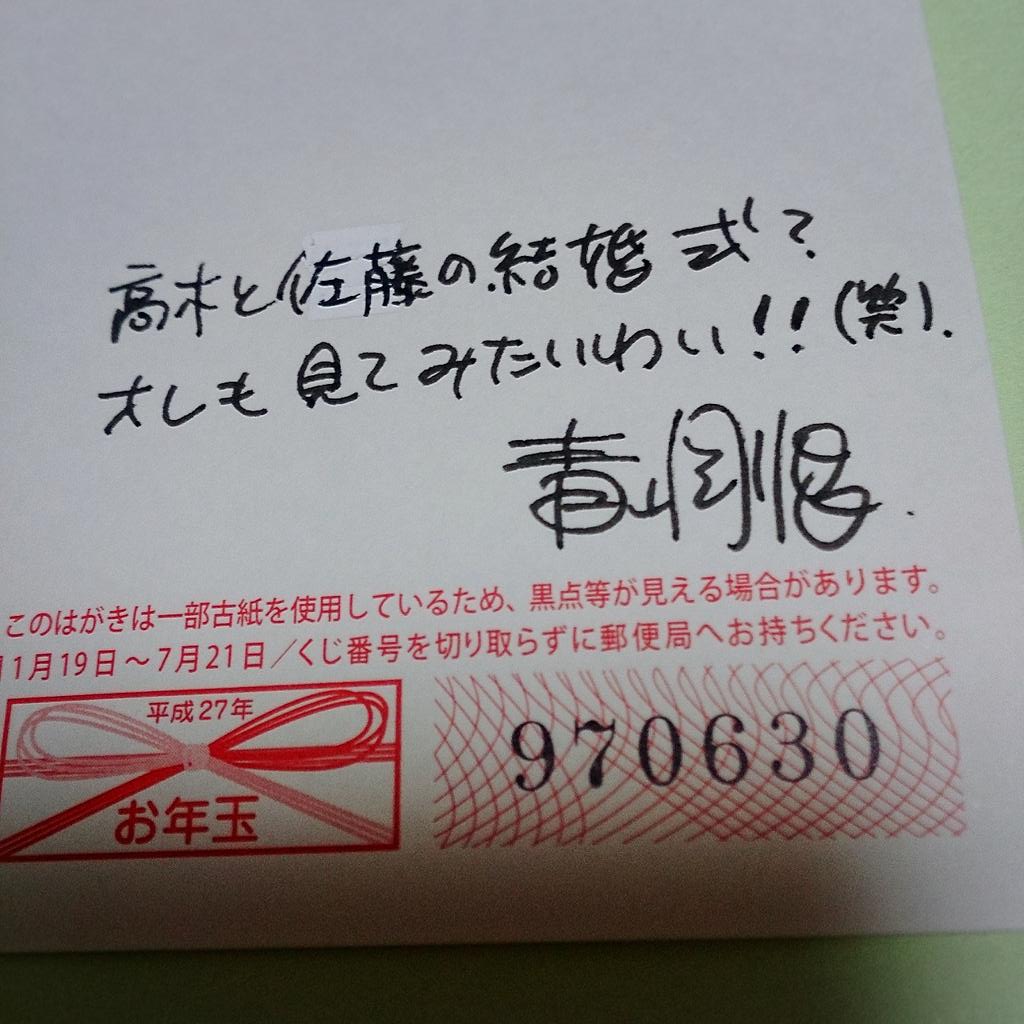 高木と佐藤の結婚式?
オレも見てみたいわい!!(笑).
青山剛昌.
このはがきは一部古紙を使用しているため、黒点等が見える場合があります。
1月19日～7月21日/くじ番号を切り取らずに郵便局へお持ちください。
平成27年
お年玉
970630